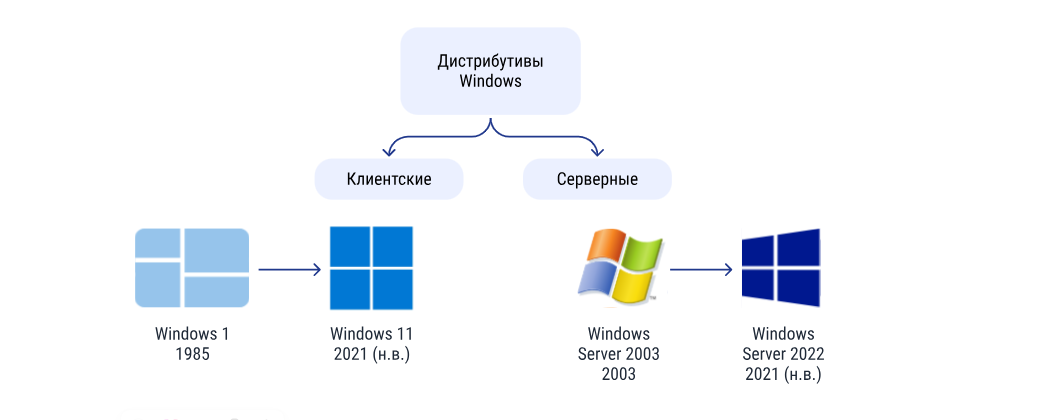 Дистрибутивы
Windows
Клиентские
Серверные
Windows 1
1985
Windows 11
2021 (н.в.)
Windows
Server 2003
2003
Windows
Server 2022
2021 (н.в.)